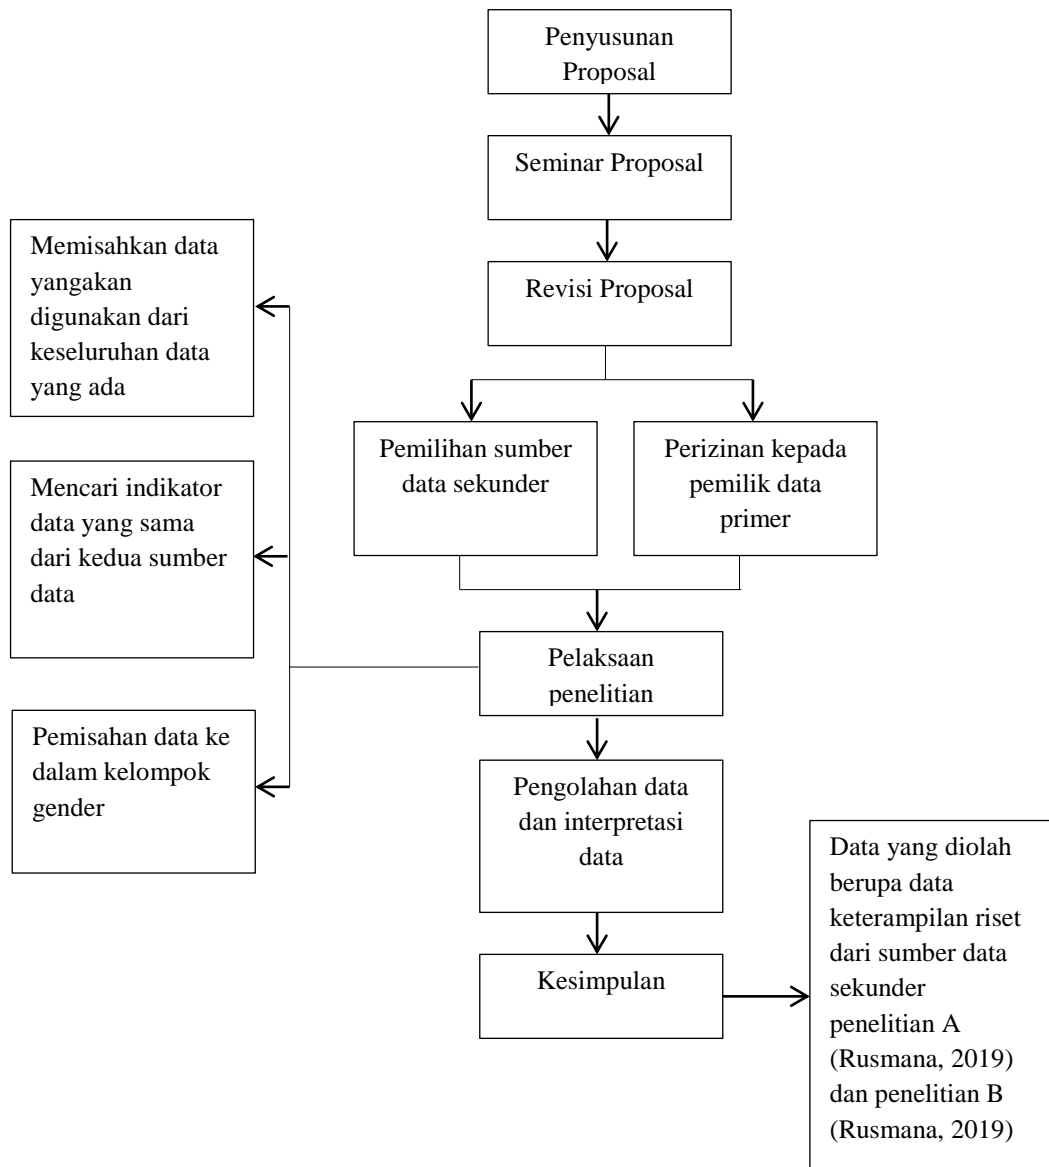 Penyusunan
Proposal
Seminar Proposal
Revisi Proposal
Pemilihan sumber
data sekunder
Perizinan kepada
pemilik data
primer
Pelaksaan
penelitian
Memisahkan data
yangakan
digunakan dari
keseluruhan data
yang ada
Mencari indikator
data yang sama
dari kedua sumber
data
Pemisahan data ke
dalam kelompok
gender
Pengolahan data
dan interpretasi
data
Kesimpulan
Data yang diolah
berupa data
keterampilan riset
dari sumber data
sekunder
penelitian A
(Rusmana, 2019)
dan penelitian B
(Rusmana, 2019)